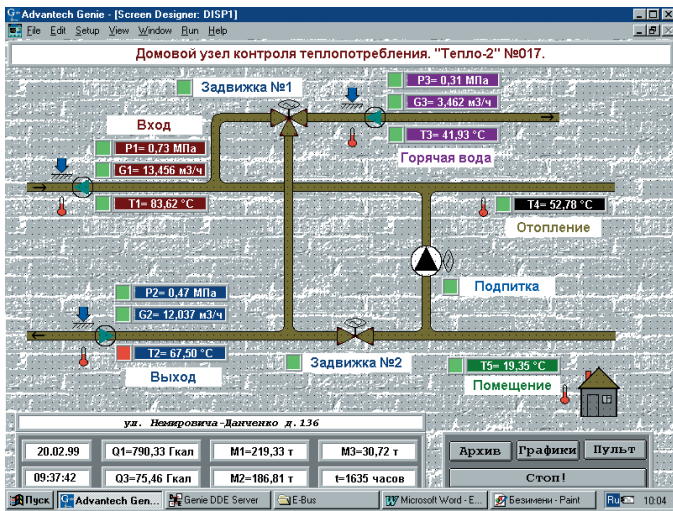 Advantech Genie - [Screen Designer: DISP1]
File Edit Setup View Window Run Help
Домовой узел контроля теплопотребления. "Тепло-2" №017.
Задвижка №1
P3= 0,31 МПа
G3= 3,462 м3/ч
T3= 41,93 °C
Горячая вода
Вход
P1= 0,73 МПа
G1= 13,456 м3/ч
T1= 83,62 °C
T4= 52,78 °C
Отопление
Подпитка
P2= 0,47 МПа
G2= 12,037 м3/ч
T2= 67,50 °C
Выход
Задвижка №2
T5= 19,35 °C
Помещение
ул. Немировича-Данченко д.136
20.02.99 Q1=790,33 Гкал M1=219,33 т M3=30,72 т
09:37:42 Q3=75,46 Гкал M2=186,81 т t=1635 часов
Архив Графики Пульт
Стоп!
Пуск Advantech Gen... Genie DDE Server E-Bus Microsoft Word - E... Безимени - Paint Ru 10:04